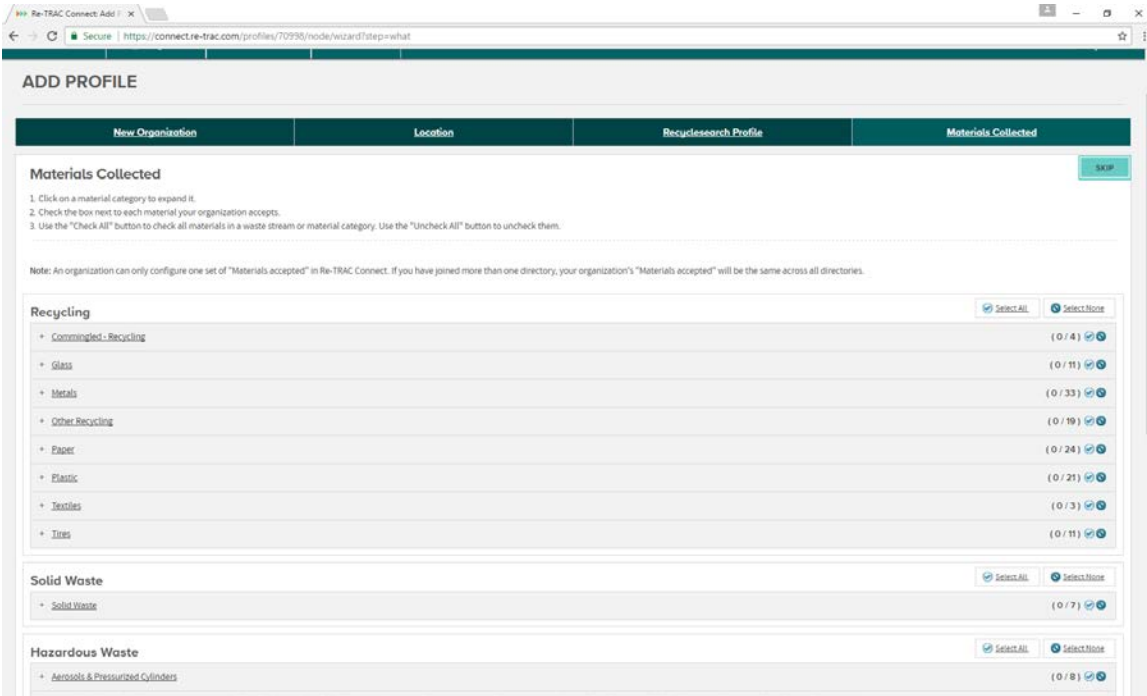 Re-TRAC Connect: Add P
Secure | https://connect.re-trac.com/profiles/70998/node/wizard?step=what
ADD PROFILE
New Organization
Location
Recyclesearch Profile
Materials Collected
Materials Collected
SKIP
1. Click on a material category to expand it.
2. Check the box next to each material your organization accepts.
3. Use the "Check All" button to check all materials in a waste stream or material category. Use the "Uncheck All" button to uncheck them.
Note: An organization can only configure one set of "Materials accepted" in Re-TRAC Connect. If you have joined more than one directory, your organization's "Materials accepted" will be the same across all directories.
Recycling
Select All
Select None
+ Commingled - Recycling ( 0 / 4 )
+ Glass ( 0 / 11 )
+ Metals ( 0 / 33 )
+ Other Recycling ( 0 / 19 )
+ Paper ( 0 / 24 )
+ Plastic ( 0 / 21 )
+ Textiles ( 0 / 3 )
+ Tires ( 0 / 11 )
Solid Waste
Select All
Select None
+ Solid Waste ( 0 / 7 )
Hazardous Waste
Select All
Select None
+ Aerosols & Pressurized Cylinders ( 0 / 8 )